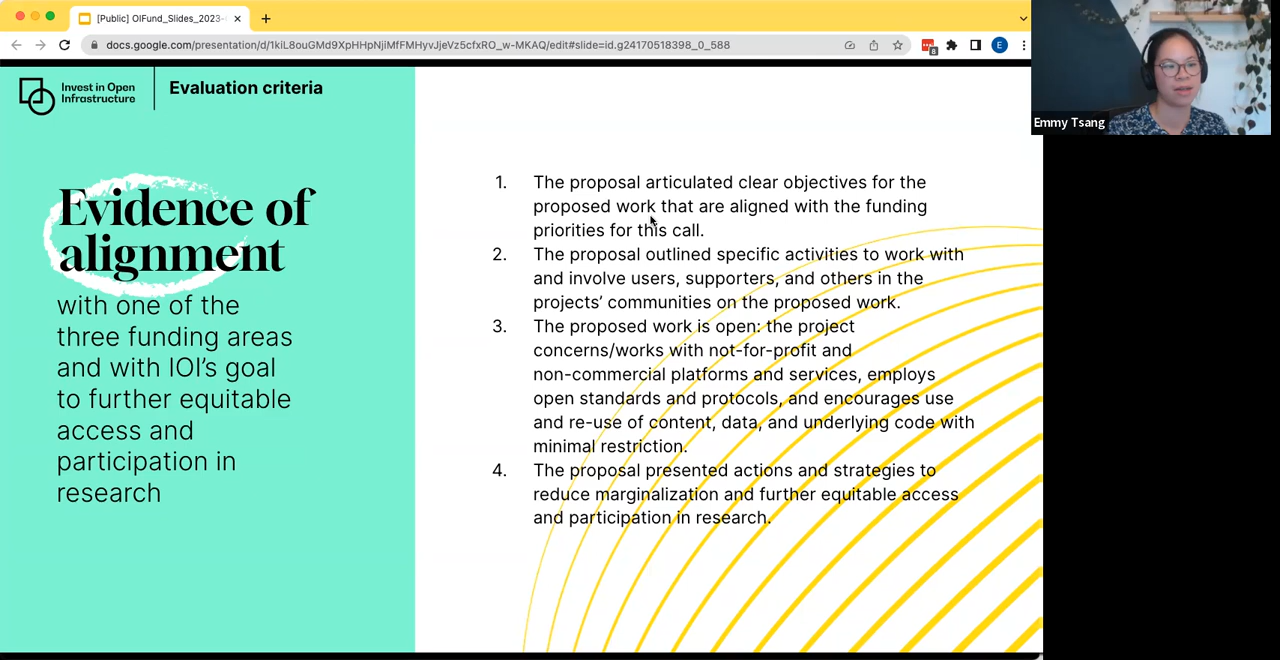 [Public] OIFund_Slides_2023-
docs.google.com/presentation/d/1kiL8ouGMd9XpHHpNjiMfFMHyvJjeVz5cfxRO_w-MKAQ/edit#slide=id.g24170518398_0_588
8
E
Emmy Tsang
Invest in Open
Infrastructure
Evaluation criteria
Evidence of
alignment
with one of the
three funding areas
and with IOI’s goal
to further equitable
access and
participation in
research
1. The proposal articulated clear objectives for the
proposed work that are aligned with the funding
priorities for this call.
2. The proposal outlined specific activities to work with
and involve users, supporters, and others in the
projects’ communities on the proposed work.
3. The proposed work is open: the project
concerns/works with not-for-profit and
non-commercial platforms and services, employs
open standards and protocols, and encourages use
and re-use of content, data, and underlying code with
minimal restriction.
4. The proposal presented actions and strategies to
reduce marginalization and further equitable access
and participation in research.